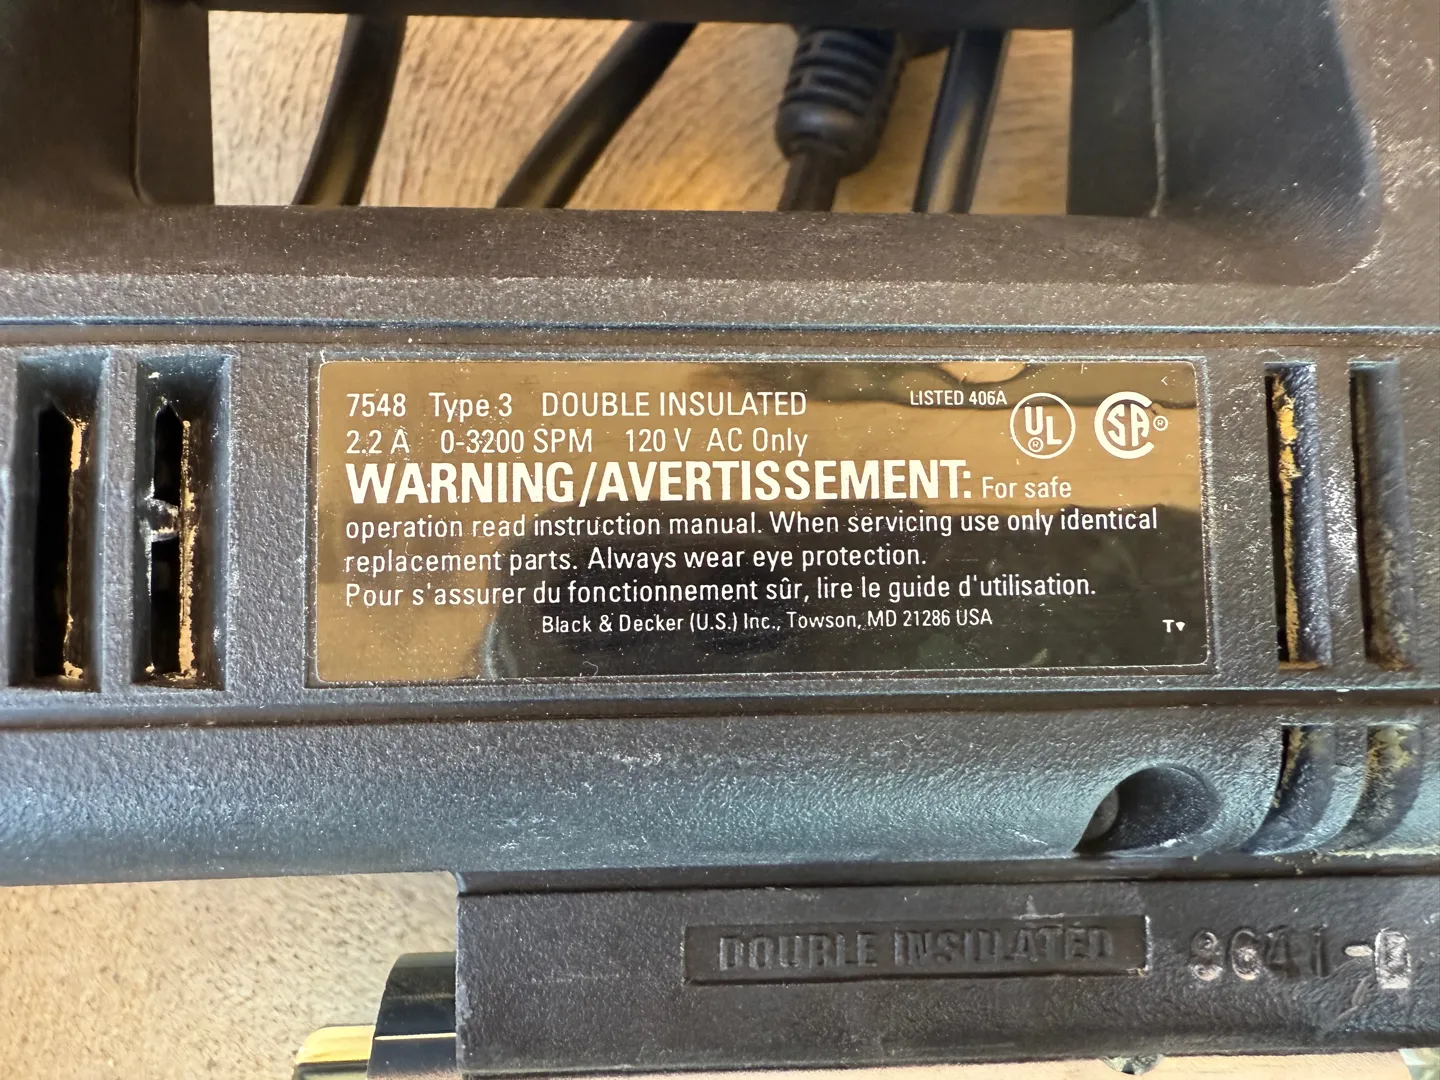 7548 Type 3 DOUBLE INSULATED LISTED 406A UL® SA®
2.2 A 0-3200 SPM 120 V AC Only
WARNING/AVERTISSEMENT: For safe
operation read instruction manual. When servicing use only identical
replacement parts. Always wear eye protection.
Pour s'assurer du fonctionnement sûr, lire le guide d'utilisation.
Black & Decker (U.S.) Inc., Towson, MD 21286 USA
T
DOUBLE INSULATED